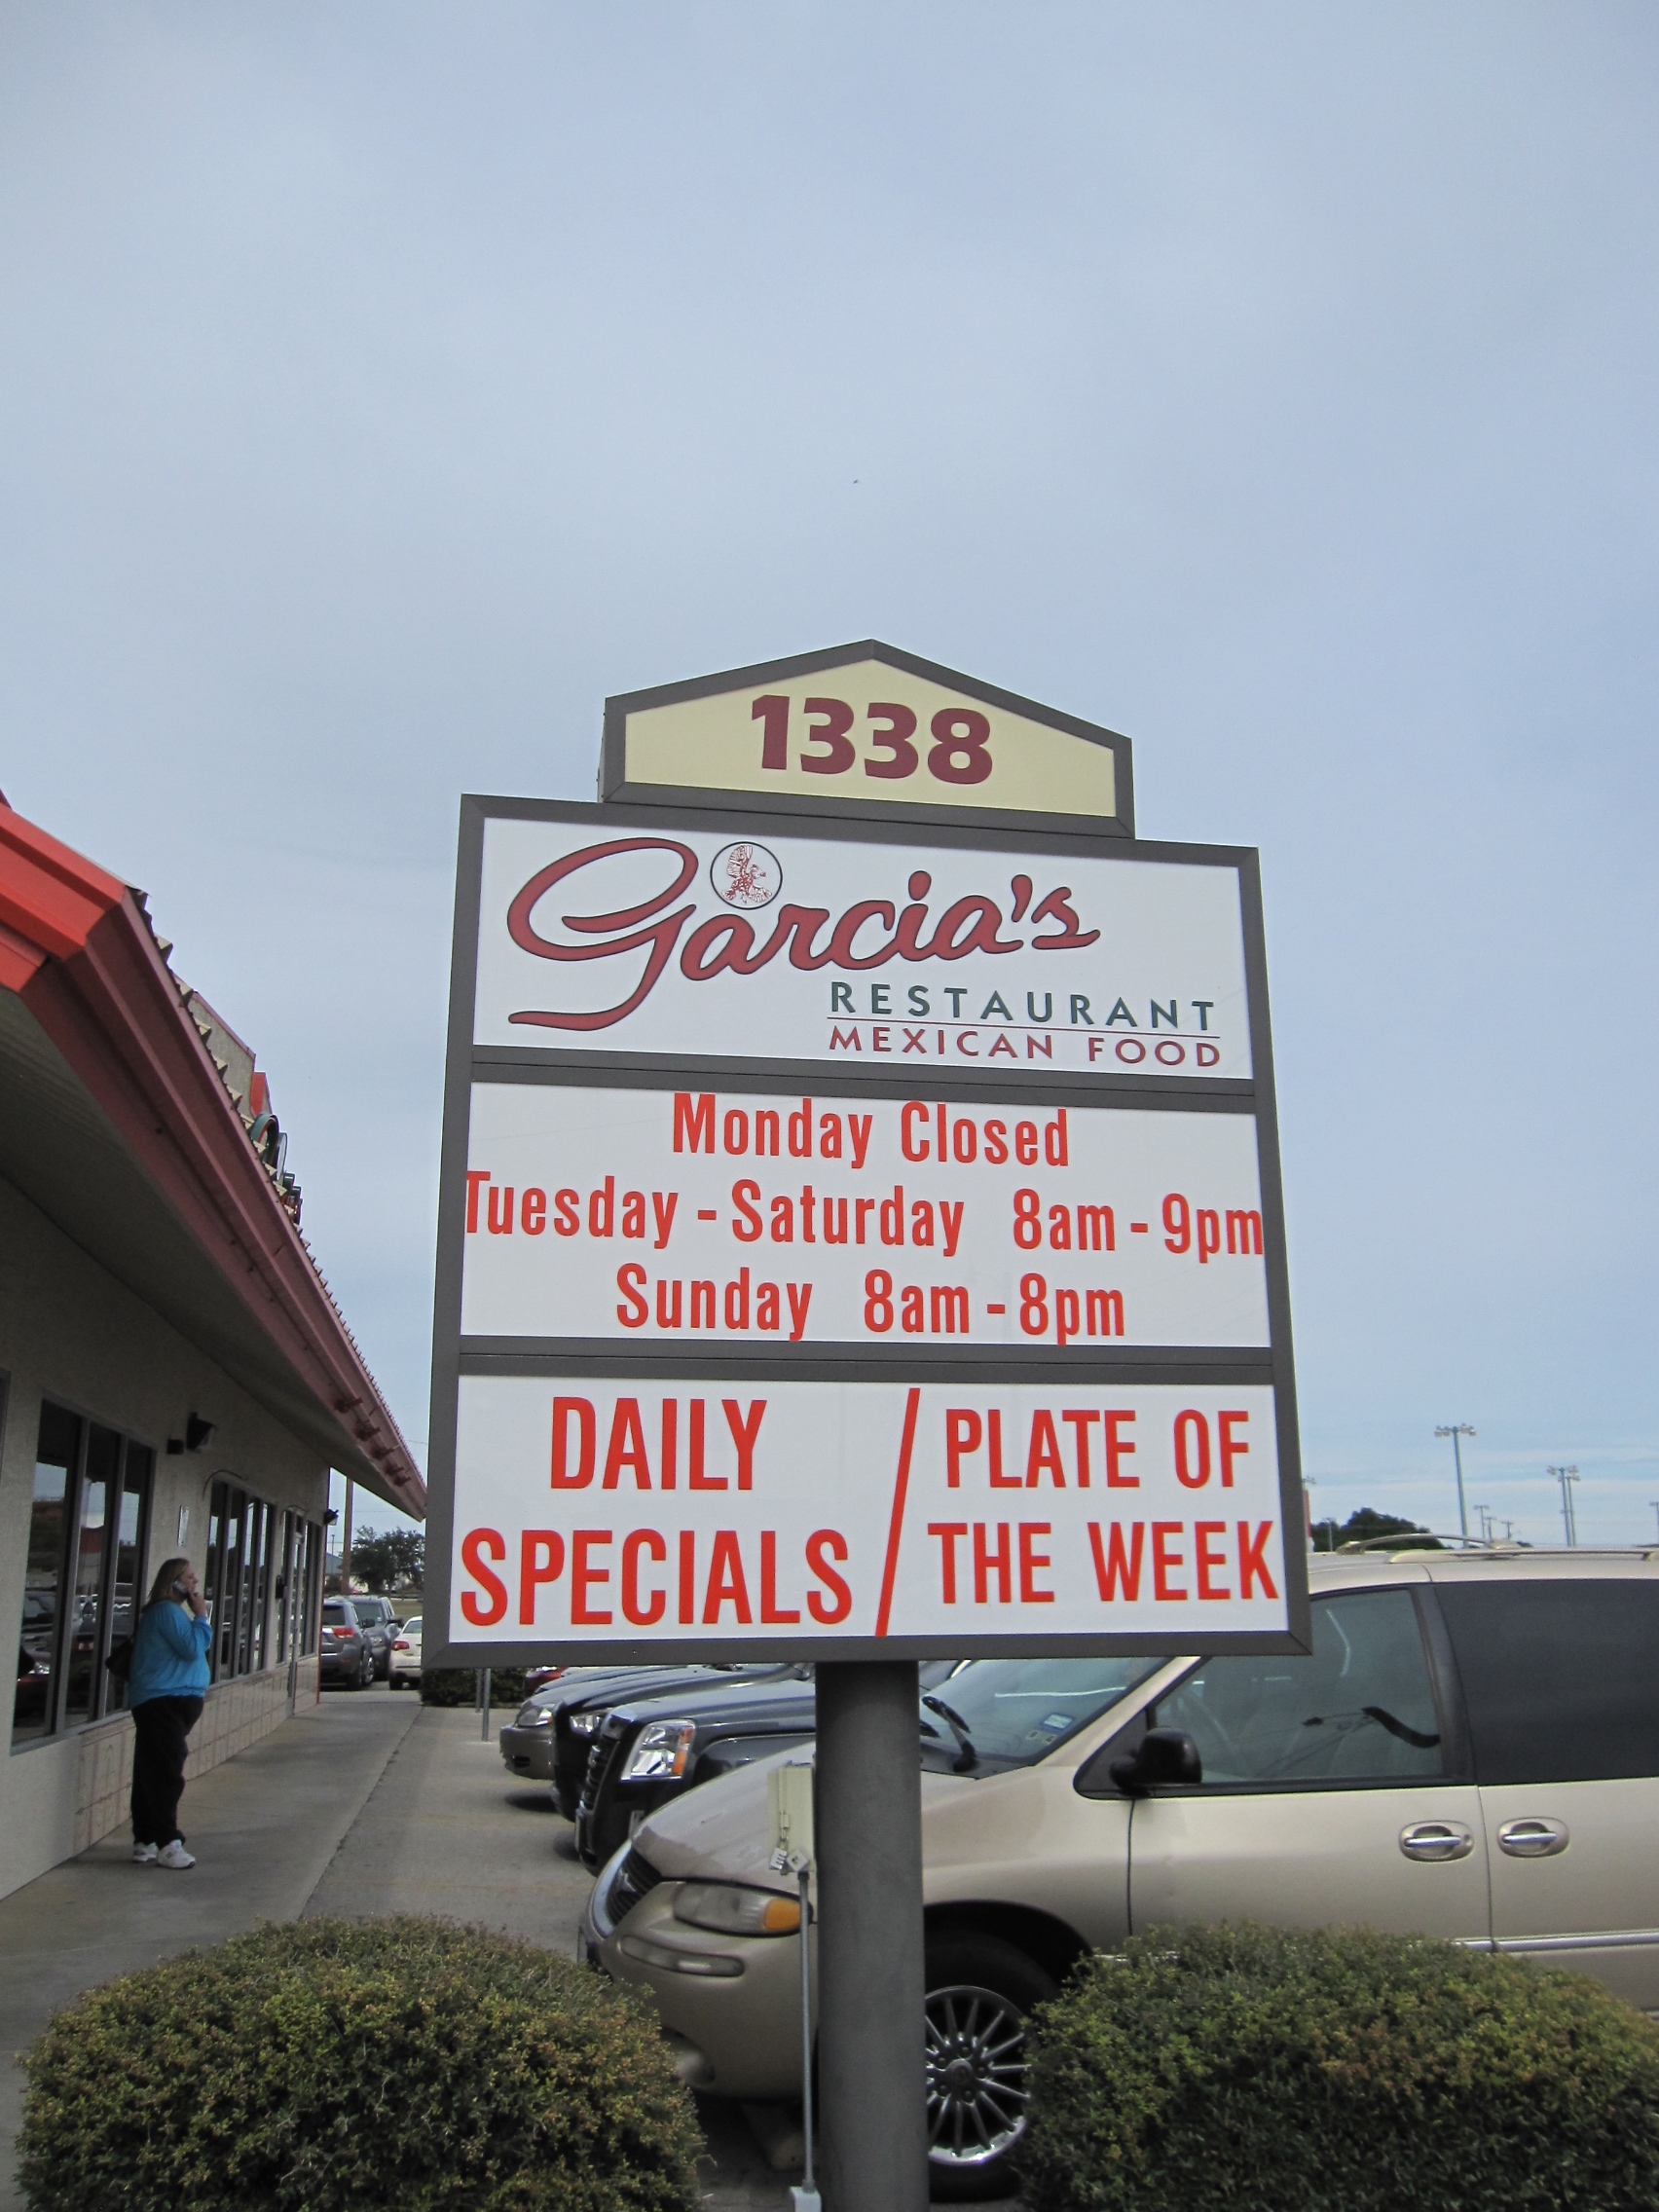 1338
Garcia's
RESTAURANT
MEXICAN FOOD
Monday Closed
Tuesday - Saturday 8am - 9pm
Sunday 8am - 8pm
DAILY SPECIALS / PLATE OF THE WEEK